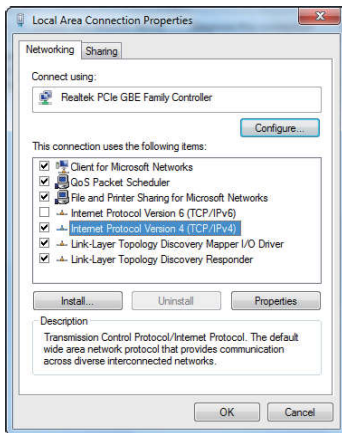 Local Area Connection Properties
Networking
Sharing
Connect using:
Realtek PCIe GBE Family Controller
Configure...
This connection uses the following items:
Client for Microsoft Networks
QoS Packet Scheduler
File and Printer Sharing for Microsoft Networks
Internet Protocol Version 6 (TCP/IPv6)
Internet Protocol Version 4 (TCP/IPv4)
Link-Layer Topology Discovery Mapper I/O Driver
Link-Layer Topology Discovery Responder
Install...
Uninstall
Properties
Description
Transmission Control Protocol/Internet Protocol. The default
wide area network protocol that provides communication
across diverse interconnected networks.
OK
Cancel